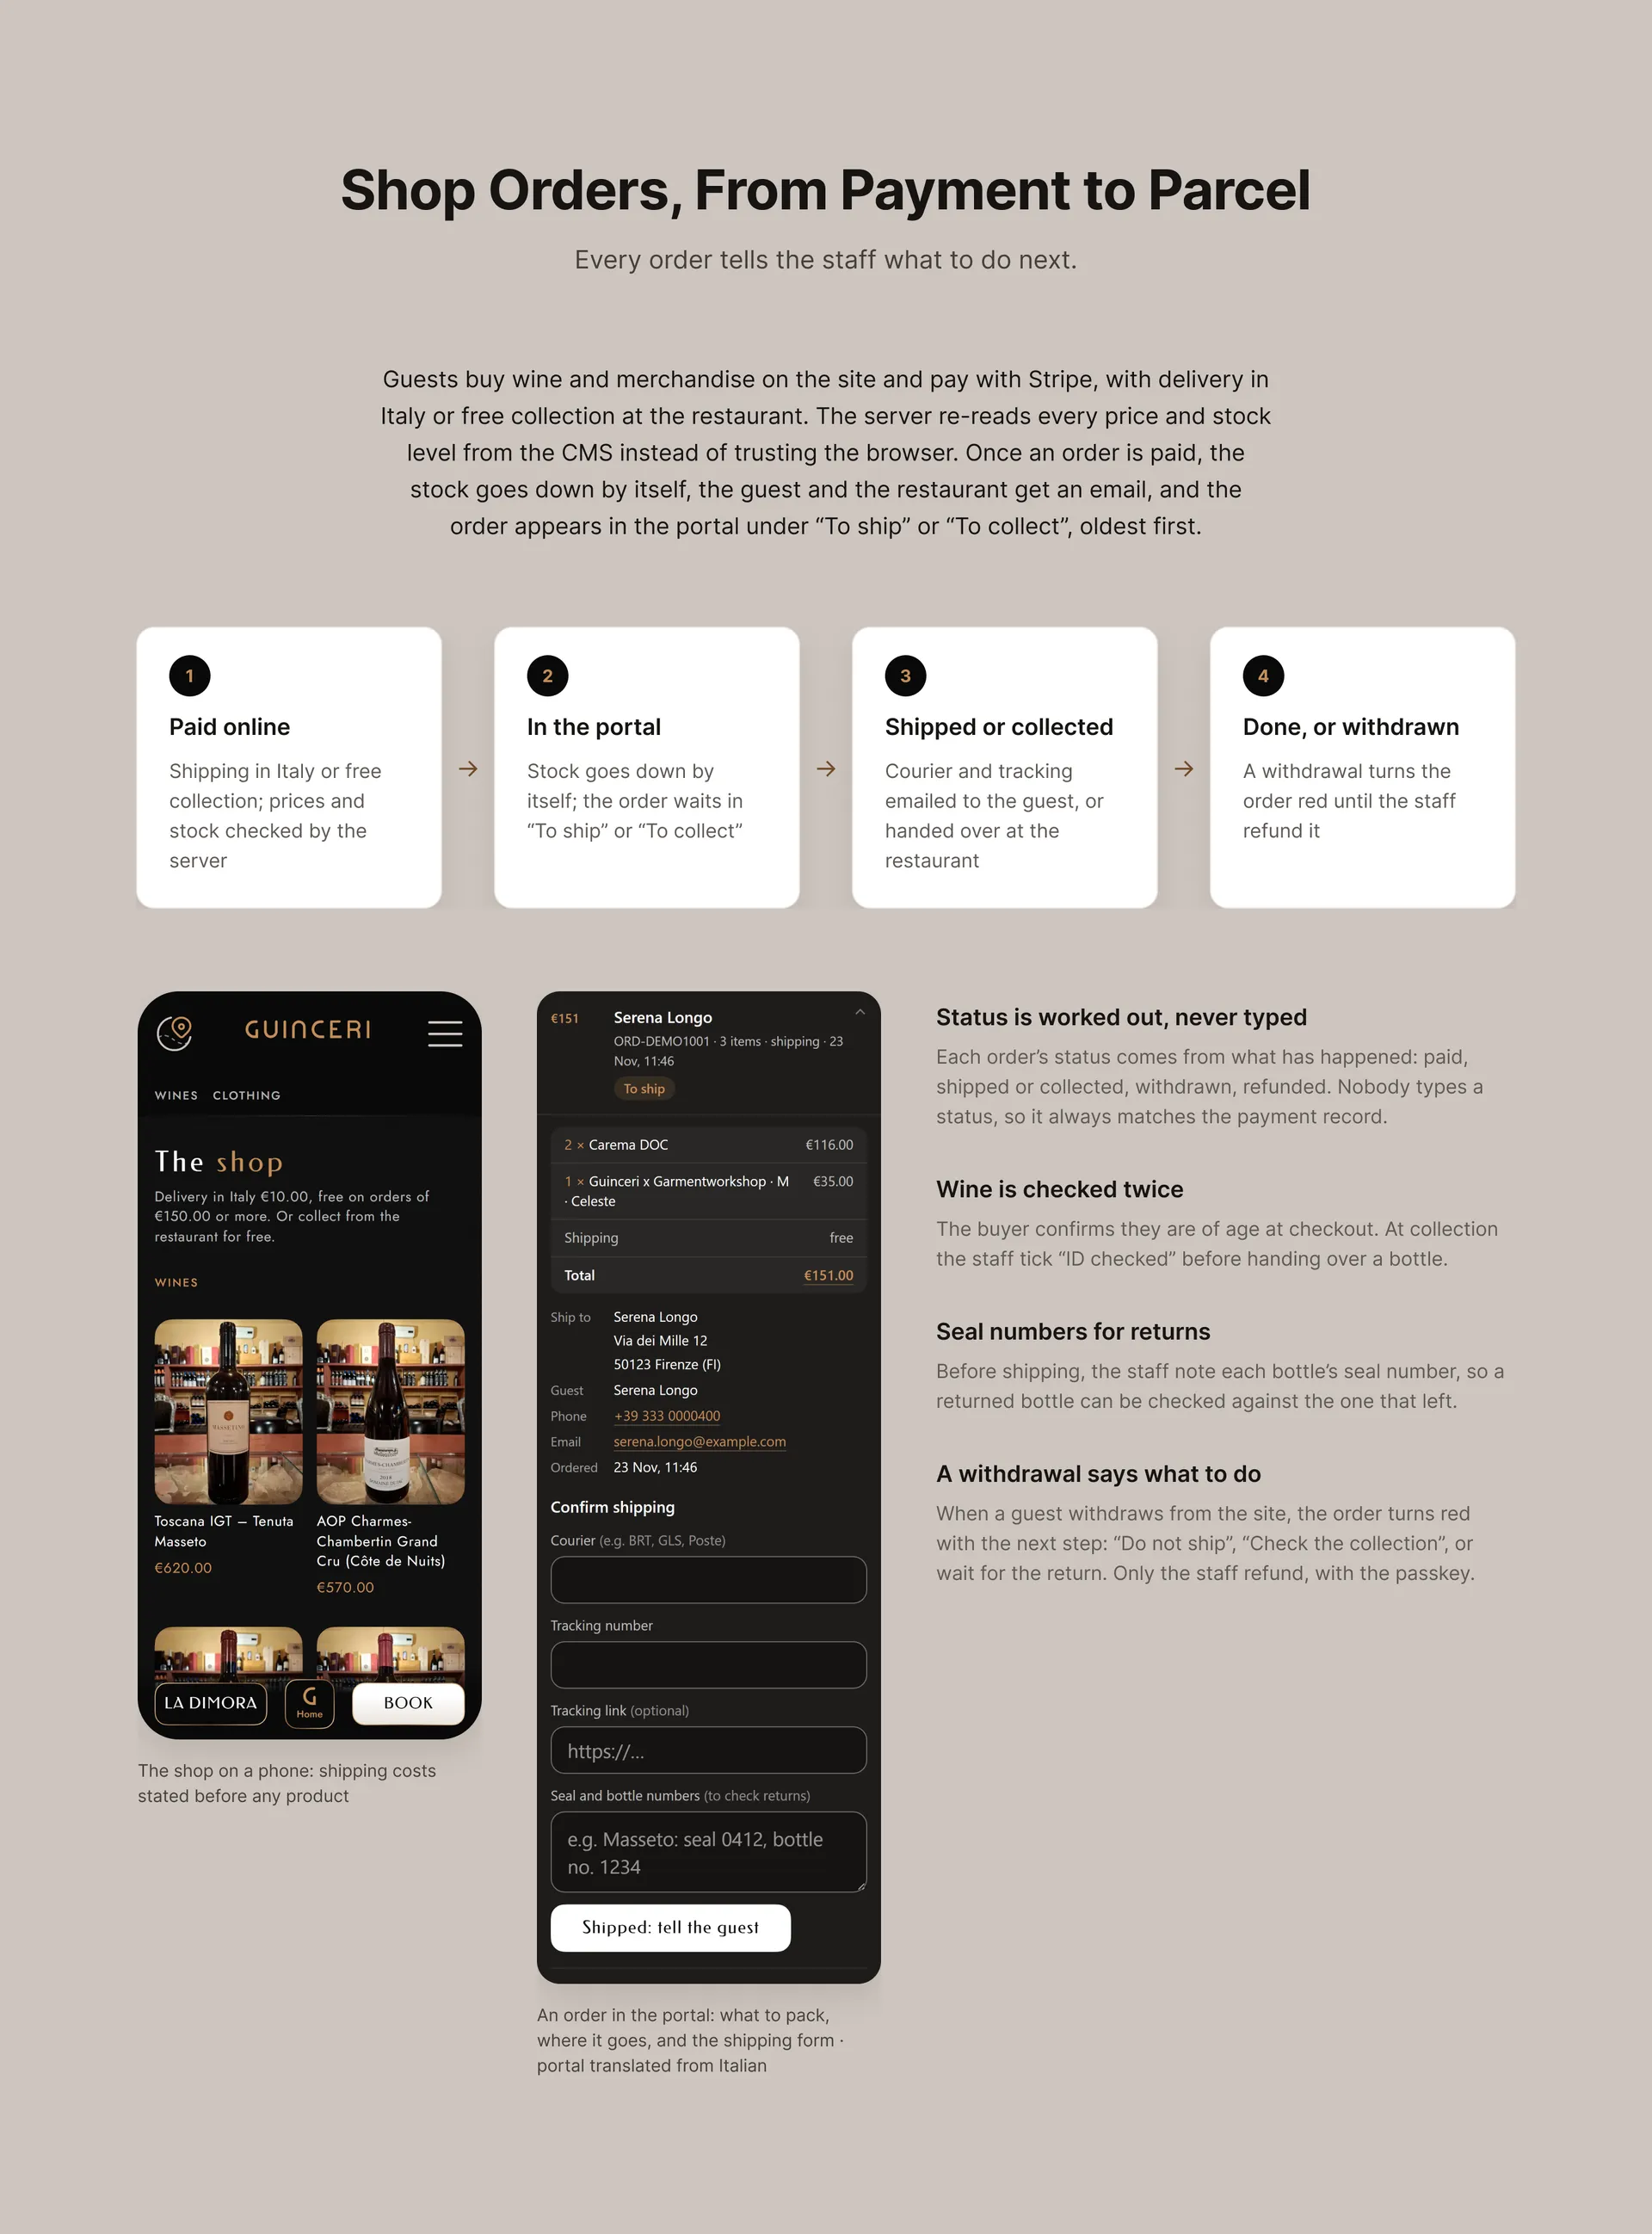 Shop Orders, From Payment to Parcel
Every order tells the staff what to do next.
Guests buy wine and merchandise on the site and pay with Stripe, with delivery in
Italy or free collection at the restaurant. The server re-reads every price and stock
level from the CMS instead of trusting the browser. Once an order is paid, the
stock goes down by itself, the guest and the restaurant get an email, and the
order appears in the portal under “To ship” or “To collect”, oldest first.
1
Paid online
Shipping in Italy or free
collection; prices and
stock checked by the
server
→
2
In the portal
Stock goes down by
itself; the order waits in
“To ship” or “To collect”
→
3
Shipped or collected
Courier and tracking
emailed to the guest, or
handed over at the
restaurant
→
4
Done, or withdrawn
A withdrawal turns the
order red until the staff
refund it
GUINCERI
WINES CLOTHING
The shop
Delivery in Italy €10.00, free on orders of
€150.00 or more. Or collect from the
restaurant for free.
WINES
Toscana IGT – Tenuta
Masseto
€620.00
AOP Charmes-
Chambertin Grand
Cru (Côte de Nuits)
€570.00
LA DIMORA
G
Home
BOOK
The shop on a phone: shipping costs
stated before any product
€151
Serena Longo
ORD-DEMO1001 · 3 items · shipping · 23
Nov, 11:46
To ship
2 × Carema DOC €116.00
1 × Guinceri x Garmentworkshop · M €35.00
· Celeste
Shipping free
Total €151.00
Ship to Serena Longo
Via dei Mille 12
50123 Firenze (FI)
Guest Serena Longo
Phone +39 333 0000400
Email serena.longo@example.com
Ordered 23 Nov, 11:46
Confirm shipping
Courier (e.g. BRT, GLS, Poste)
Tracking number
Tracking link (optional)
https://...
Seal and bottle numbers (to check returns)
e.g. Masseto: seal 0412, bottle
no. 1234
Shipped: tell the guest
An order in the portal: what to pack,
where it goes, and the shipping form ·
portal translated from Italian
Status is worked out, never typed
Each order’s status comes from what has happened: paid,
shipped or collected, withdrawn, refunded. Nobody types a
status, so it always matches the payment record.
Wine is checked twice
The buyer confirms they are of age at checkout. At collection
the staff tick “ID checked” before handing over a bottle.
Seal numbers for returns
Before shipping, the staff note each bottle’s seal number, so a
returned bottle can be checked against the one that left.
A withdrawal says what to do
When a guest withdraws from the site, the order turns red
with the next step: “Do not ship”, “Check the collection”, or
wait for the return. Only the staff refund, with the passkey.